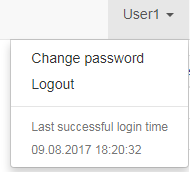 User1
Change password
Logout
Last successful login time
09.08.2017 18:20:32